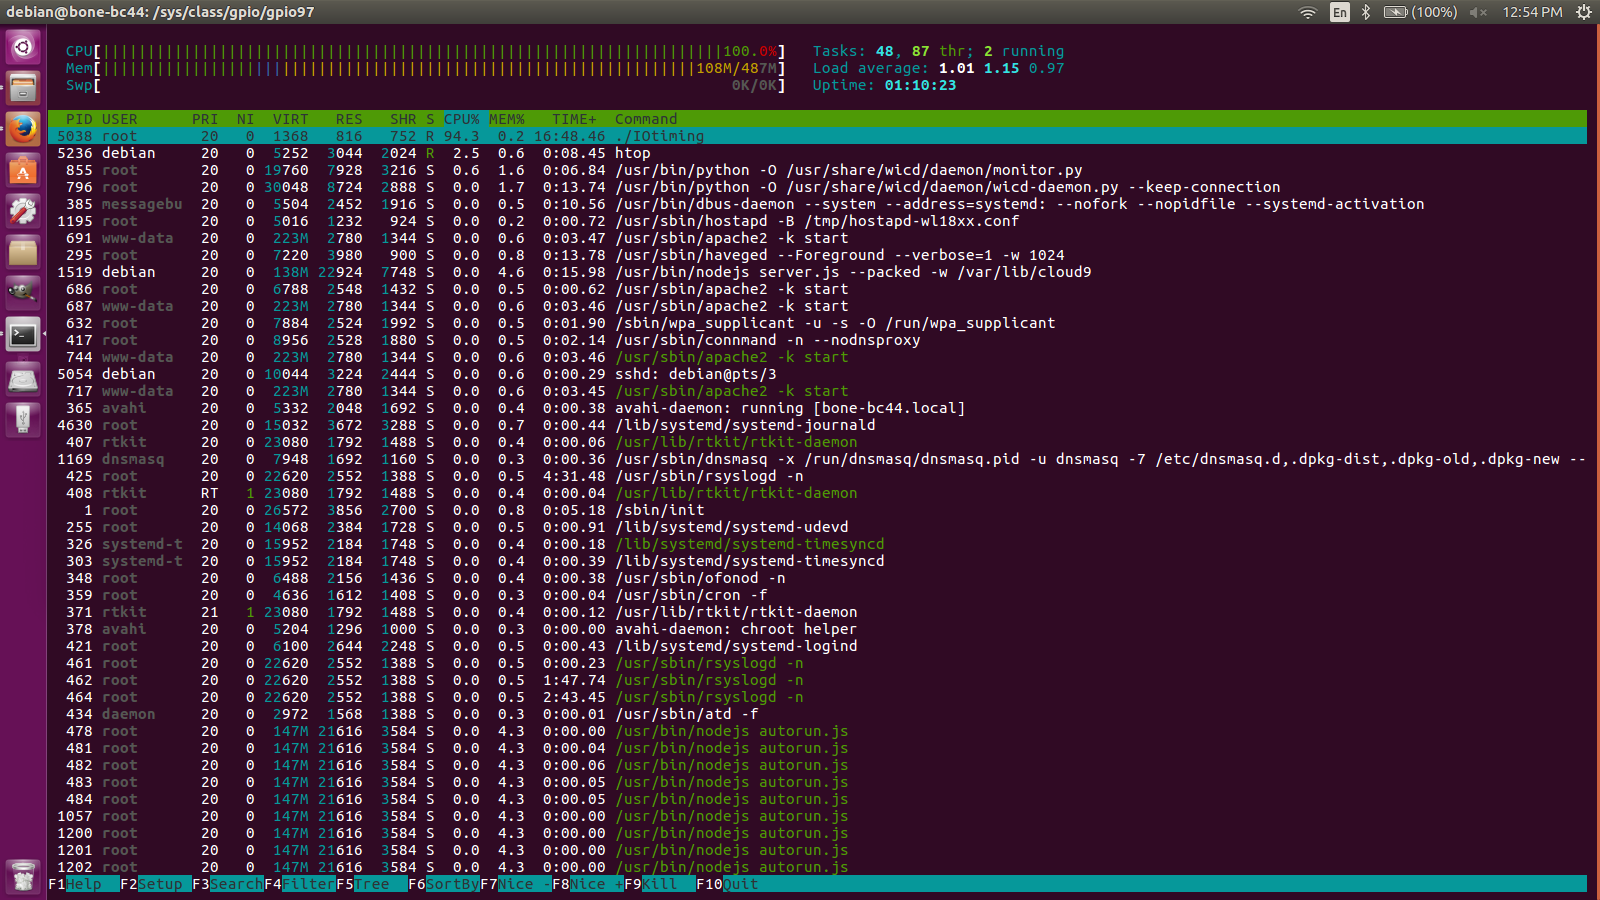 debian@bone-bc44: /sys/class/gpio/gpio97 En (100%) 12:54 PM
CPU[||||||||||||||||||||||||||||||||||||||||||||||||||||||||||||||||||||||100.0%] Tasks: 48, 87 thr; 2 running
Mem[||||||||||||||||||||||||||||||||||||||||||||||||||||||||||||||||||108M/487M] Load average: 1.01 1.15 0.97
Swp[ 0K/0K] Uptime: 01:10:23
PID USER PRI NI VIRT RES SHR S CPU% MEM% TIME+ Command
5038 root 20 0 1368 816 752 R 94.3 0.2 16:48.46 ./IOtiming
5236 debian 20 0 5252 3044 2024 R 2.5 0.6 0:08.45 htop
855 root 20 0 19760 7928 3216 S 0.6 1.6 0:06.84 /usr/bin/python -O /usr/share/wicd/daemon/monitor.py
796 root 20 0 30048 8724 2888 S 0.0 1.7 0:13.74 /usr/bin/python -O /usr/share/wicd/daemon/wicd-daemon.py --keep-connection
385 messagebu 20 0 5504 2452 1916 S 0.0 0.5 0:10.56 /usr/bin/dbus-daemon --system --address=systemd: --nofork --nopidfile --systemd-activation
1195 root 20 0 5016 1232 924 S 0.0 0.2 0:00.72 /usr/sbin/hostapd -B /tmp/hostapd-wl18xx.conf
691 www-data 20 0 223M 2780 1344 S 0.0 0.6 0:03.47 /usr/sbin/apache2 -k start
295 root 20 0 7220 3980 900 S 0.0 0.8 0:13.78 /usr/sbin/haveged --Foreground --verbose=1 -w 1024
1519 debian 20 0 138M 22924 7748 S 0.0 4.6 0:15.98 /usr/bin/nodejs server.js --packed -w /var/lib/cloud9
686 root 20 0 6788 2548 1432 S 0.0 0.5 0:00.62 /usr/sbin/apache2 -k start
687 www-data 20 0 223M 2780 1344 S 0.0 0.6 0:03.46 /usr/sbin/apache2 -k start
632 root 20 0 7884 2524 1992 S 0.0 0.5 0:01.90 /sbin/wpa_supplicant -u -s -O /run/wpa_supplicant
417 root 20 0 8956 2528 1880 S 0.0 0.5 0:02.14 /usr/sbin/connmand -n --nodnsproxy
744 www-data 20 0 223M 2780 1344 S 0.0 0.6 0:03.46 /usr/sbin/apache2 -k start
5054 debian 20 0 10044 3224 2444 S 0.0 0.6 0:00.29 sshd: debian@pts/3
717 www-data 20 0 223M 2780 1344 S 0.0 0.6 0:03.45 /usr/sbin/apache2 -k start
365 avahi 20 0 5332 2048 1692 S 0.0 0.4 0:00.38 avahi-daemon: running [bone-bc44.local]
4630 root 20 0 15032 3672 3288 S 0.0 0.7 0:00.44 /lib/systemd/systemd-journald
407 rtkit 20 0 23080 1792 1488 S 0.0 0.4 0:00.06 /usr/lib/rtkit/rtkit-daemon
1169 dnsmasq 20 0 7948 1692 1160 S 0.0 0.3 0:00.36 /usr/sbin/dnsmasq -x /run/dnsmasq/dnsmasq.pid -u dnsmasq -7 /etc/dnsmasq.d,.dpkg-dist,.dpkg-old,.dpkg-new --
425 root 20 0 22620 2552 1388 S 0.0 0.5 4:31.48 /usr/sbin/rsyslogd -n
408 rtkit RT 1 23080 1792 1488 S 0.0 0.4 0:00.04 /usr/lib/rtkit/rtkit-daemon
1 root 20 0 26572 3856 2700 S 0.0 0.8 0:05.18 /sbin/init
255 root 20 0 14068 2384 1728 S 0.0 0.5 0:00.91 /lib/systemd/systemd-udevd
326 systemd-t 20 0 15952 2184 1748 S 0.0 0.4 0:00.18 /lib/systemd/systemd-timesyncd
303 systemd-t 20 0 15952 2184 1748 S 0.0 0.4 0:00.39 /lib/systemd/systemd-timesyncd
348 root 20 0 6488 2156 1436 S 0.0 0.4 0:00.38 /usr/sbin/ofonod -n
359 root 20 0 4636 1612 1408 S 0.0 0.3 0:00.04 /usr/sbin/cron -f
371 rtkit 21 1 23080 1792 1488 S 0.0 0.4 0:00.12 /usr/lib/rtkit/rtkit-daemon
378 avahi 20 0 5204 1296 1000 S 0.0 0.3 0:00.00 avahi-daemon: chroot helper
421 root 20 0 6100 2644 2248 S 0.0 0.5 0:00.43 /lib/systemd/systemd-logind
461 root 20 0 22620 2552 1388 S 0.0 0.5 0:00.23 /usr/sbin/rsyslogd -n
462 root 20 0 22620 2552 1388 S 0.0 0.5 1:47.74 /usr/sbin/rsyslogd -n
464 root 20 0 22620 2552 1388 S 0.0 0.5 2:43.45 /usr/sbin/rsyslogd -n
434 daemon 20 0 2972 1568 1388 S 0.0 0.3 0:00.01 /usr/sbin/atd -f
478 root 20 0 147M 21616 3584 S 0.0 4.3 0:00.00 /usr/bin/nodejs autorun.js
481 root 20 0 147M 21616 3584 S 0.0 4.3 0:00.04 /usr/bin/nodejs autorun.js
482 root 20 0 147M 21616 3584 S 0.0 4.3 0:00.06 /usr/bin/nodejs autorun.js
483 root 20 0 147M 21616 3584 S 0.0 4.3 0:00.05 /usr/bin/nodejs autorun.js
484 root 20 0 147M 21616 3584 S 0.0 4.3 0:00.05 /usr/bin/nodejs autorun.js
1057 root 20 0 147M 21616 3584 S 0.0 4.3 0:00.00 /usr/bin/nodejs autorun.js
1200 root 20 0 147M 21616 3584 S 0.0 4.3 0:00.00 /usr/bin/nodejs autorun.js
1201 root 20 0 147M 21616 3584 S 0.0 4.3 0:00.00 /usr/bin/nodejs autorun.js
1202 root 20 0 147M 21616 3584 S 0.0 4.3 0:00.00 /usr/bin/nodejs autorun.js
F1Help F2Setup F3SearchF4FilterF5Tree F6SortByF7Nice -F8Nice +F9Kill F10Quit